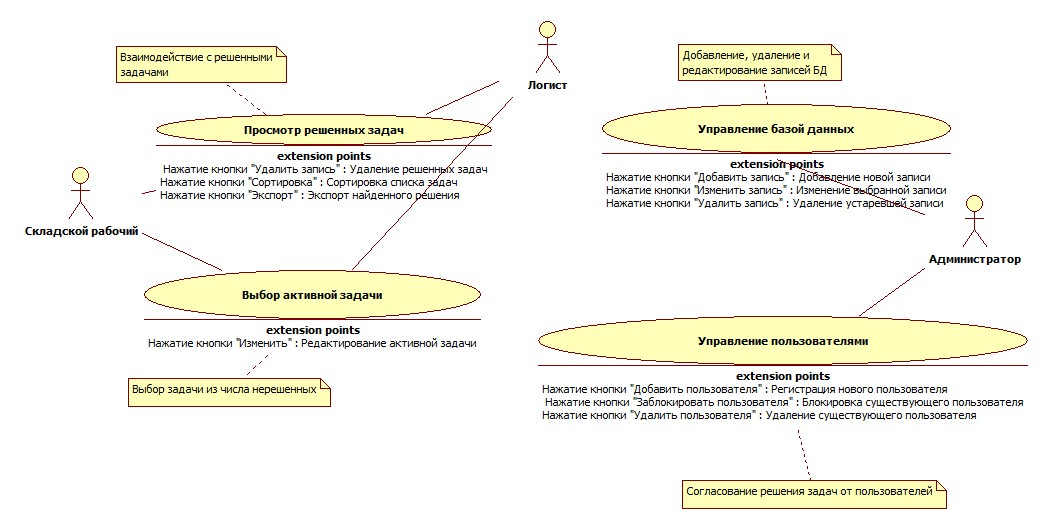 Логист
Взаимодействие с решенными
задачами
Просмотр решенных задач
extension points
Нажатие кнопки "Удалить запись" : Удаление решенных задач
Нажатие кнопки "Сортировка" : Сортировка списка задач
Нажатие кнопки "Экспорт" : Экспорт найденного решения
Складской рабочий
Выбор активной задачи
extension points
Нажатие кнопки "Изменить" : Редактирование активной задачи
Выбор задачи из числа нерешенных
Добавление, удаление и
редактирование записей БД
Управление базой данных
extension points
Нажатие кнопки "Добавить запись" : Добавление новой записи
Нажатие кнопки "Изменить запись" : Изменение выбранной записи
Нажатие кнопки "Удалить запись" : Удаление устаревшей записи
Администратор
Управление пользователями
extension points
Нажатие кнопки "Добавить пользователя" : Регистрация нового пользователя
Нажатие кнопки "Заблокировать пользователя" : Блокировка существующего пользователя
Нажатие кнопки "Удалить пользователя" : Удаление существующего пользователя
Согласование решения задач от пользователей